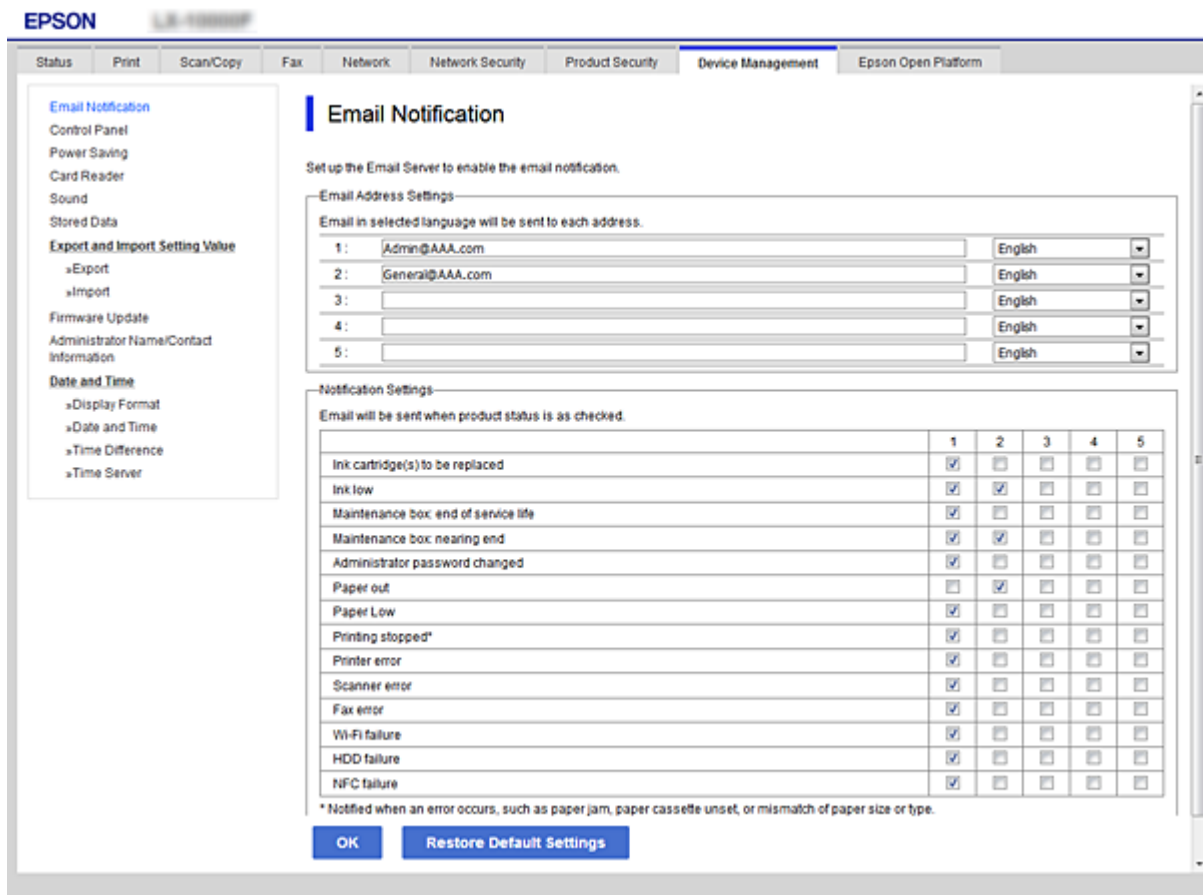 EPSON
Status Print Scan/Copy Fax Network Network Security Product Security Device Management Epson Open Platform
Email Notification
Control Panel
Power Saving
Card Reader
Sound
Stored Data
Export and Import Setting Value
»Export
»Import
Firmware Update
Administrator Name/Contact
Information
Date and Time
»Display Format
»Date and Time
»Time Difference
»Time Server
Email Notification
Set up the Email Server to enable the email notification.
Email Address Settings
Email in selected language will be sent to each address.
1: Admin@AAA.com English
2: General@AAA.com English
3: English
4: English
5: English
Notification Settings
Email will be sent when product status is as checked.
1 2 3 4 5
Ink cartridge(s) to be replaced
Ink low
Maintenance box: end of service life
Maintenance box: nearing end
Administrator password changed
Paper out
Paper Low
Printing stopped*
Printer error
Scanner error
Fax error
Wi-Fi failure
HDD failure
NFC failure
* Notified when an error occurs, such as paper jam, paper cassette unset, or mismatch of paper size or type.
OK Restore Default Settings